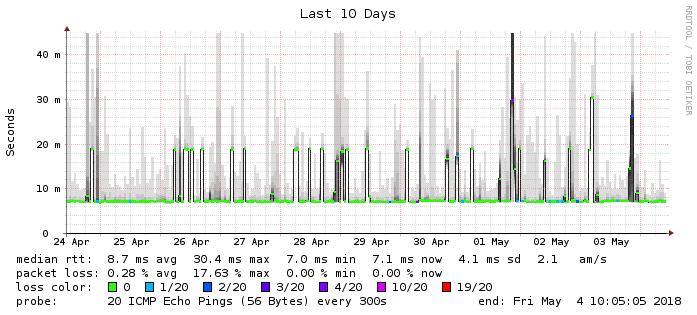 Last 10 Days
RRDTOOL / TOBI OETIKER
Seconds
40 m
30 m
20 m
10 m
0
24 Apr 25 Apr 26 Apr 27 Apr 28 Apr 29 Apr 30 Apr 01 May 02 May 03 May
median rtt: 8.7 ms avg 30.4 ms max 7.0 ms min 7.1 ms now 4.1 ms sd 2.1 am/s
packet loss: 0.28 % avg 17.63 % max 0.00 % min 0.00 % now
loss color: 0 1/20 2/20 3/20 4/20 10/20 19/20
probe: 20 ICMP Echo Pings (56 Bytes) every 300s end: Fri May 4 10:05:05 2018